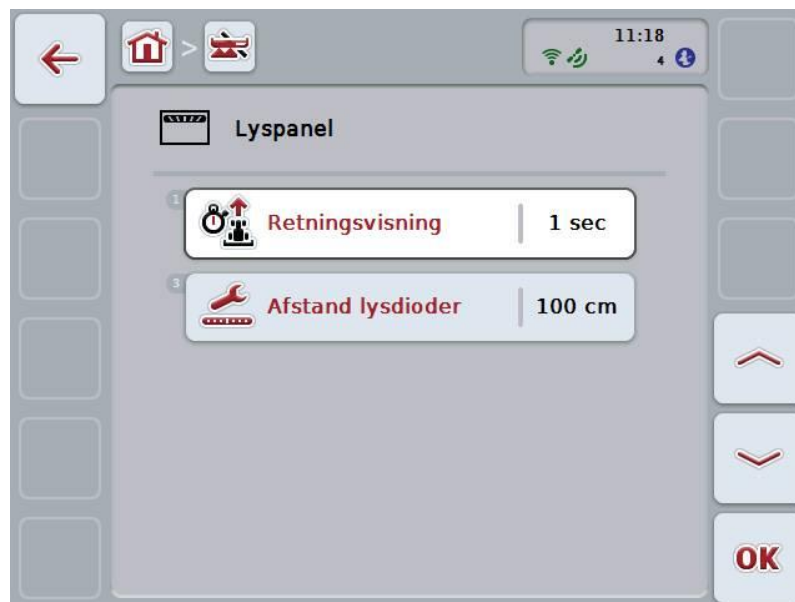 >
11:18
4
Lyspanel
1
Retningsvisning 1 sec
3
Afstand lysdioder 100 cm
OK